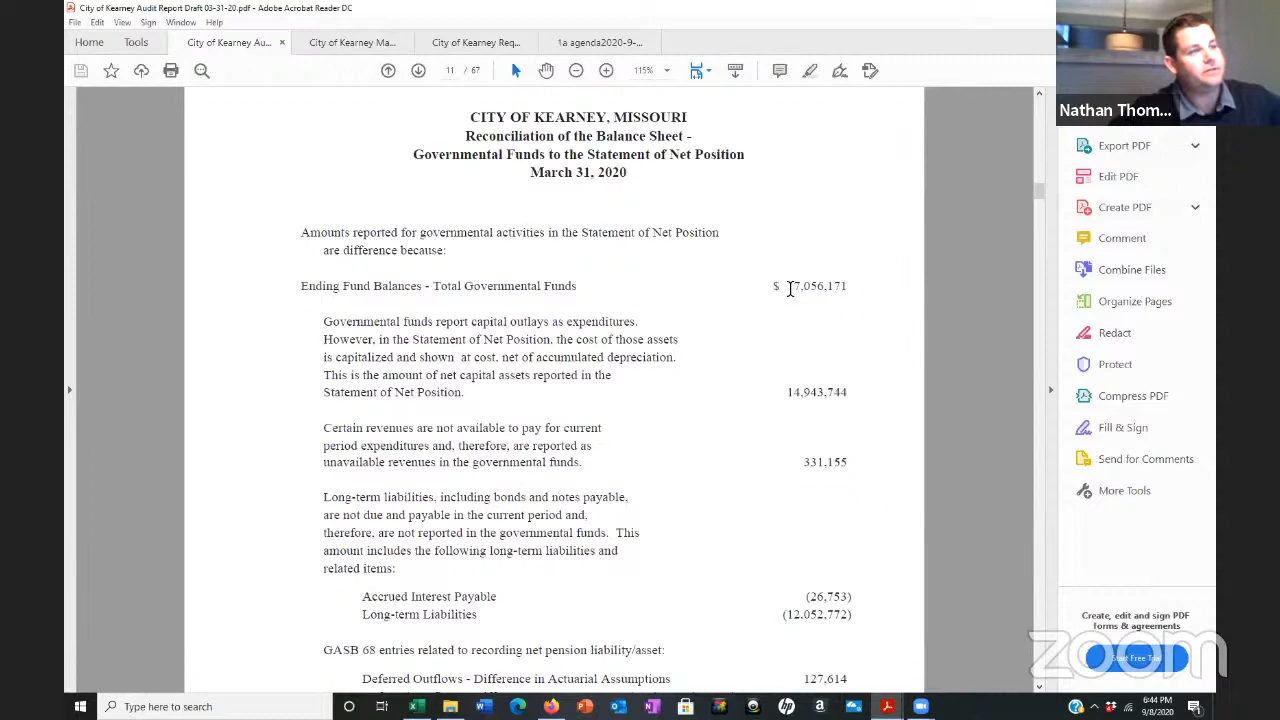 City of Kearney Audit Report Draft 03-31-20.pdf - Adobe Acrobat Reader DC
File Edit View Sign Window Help
Home Tools City of Kearney Au... × City of Kearney Ma... City of Kearney Req... 1a agenda2020-9-...
11 / 67 115%
Nathan Thom...
CITY OF KEARNEY, MISSOURI
Reconciliation of the Balance Sheet -
Governmental Funds to the Statement of Net Position
March 31, 2020
Amounts reported for governmental activities in the Statement of Net Position
are difference because:
Ending Fund Balances - Total Governmental Funds $ 7,056,171
Governmental funds report capital outlays as expenditures.
However, in the Statement of Net Position, the cost of those assets
is capitalized and shown at cost, net of accumulated depreciation.
This is the amount of net capital assets reported in the
Statement of Net Position. 14,943,744
Certain revenues are not available to pay for current
period expenditures and, therefore, are reported as
unavailable revenues in the governmental funds. 331,155
Long-term liabilities, including bonds and notes payable,
are not due and payable in the current period and,
therefore, are not reported in the governmental funds. This
amount includes the following long-term liabilities and
related items:
Accrued Interest Payable (26,753)
Long-term Liabilities (12,052,772)
GASB 68 entries related to recording net pension liability/asset:
Deferred Outflows - Difference in Actuarial Assumptions 127,614
Export PDF
Edit PDF
Create PDF
Comment
Combine Files
Organize Pages
Redact
Protect
Compress PDF
Fill & Sign
Send for Comments
More Tools
Create, edit and sign PDF
forms & agreements
Start Free Trial
zoom
Type here to search
6:44 PM
9/8/2020